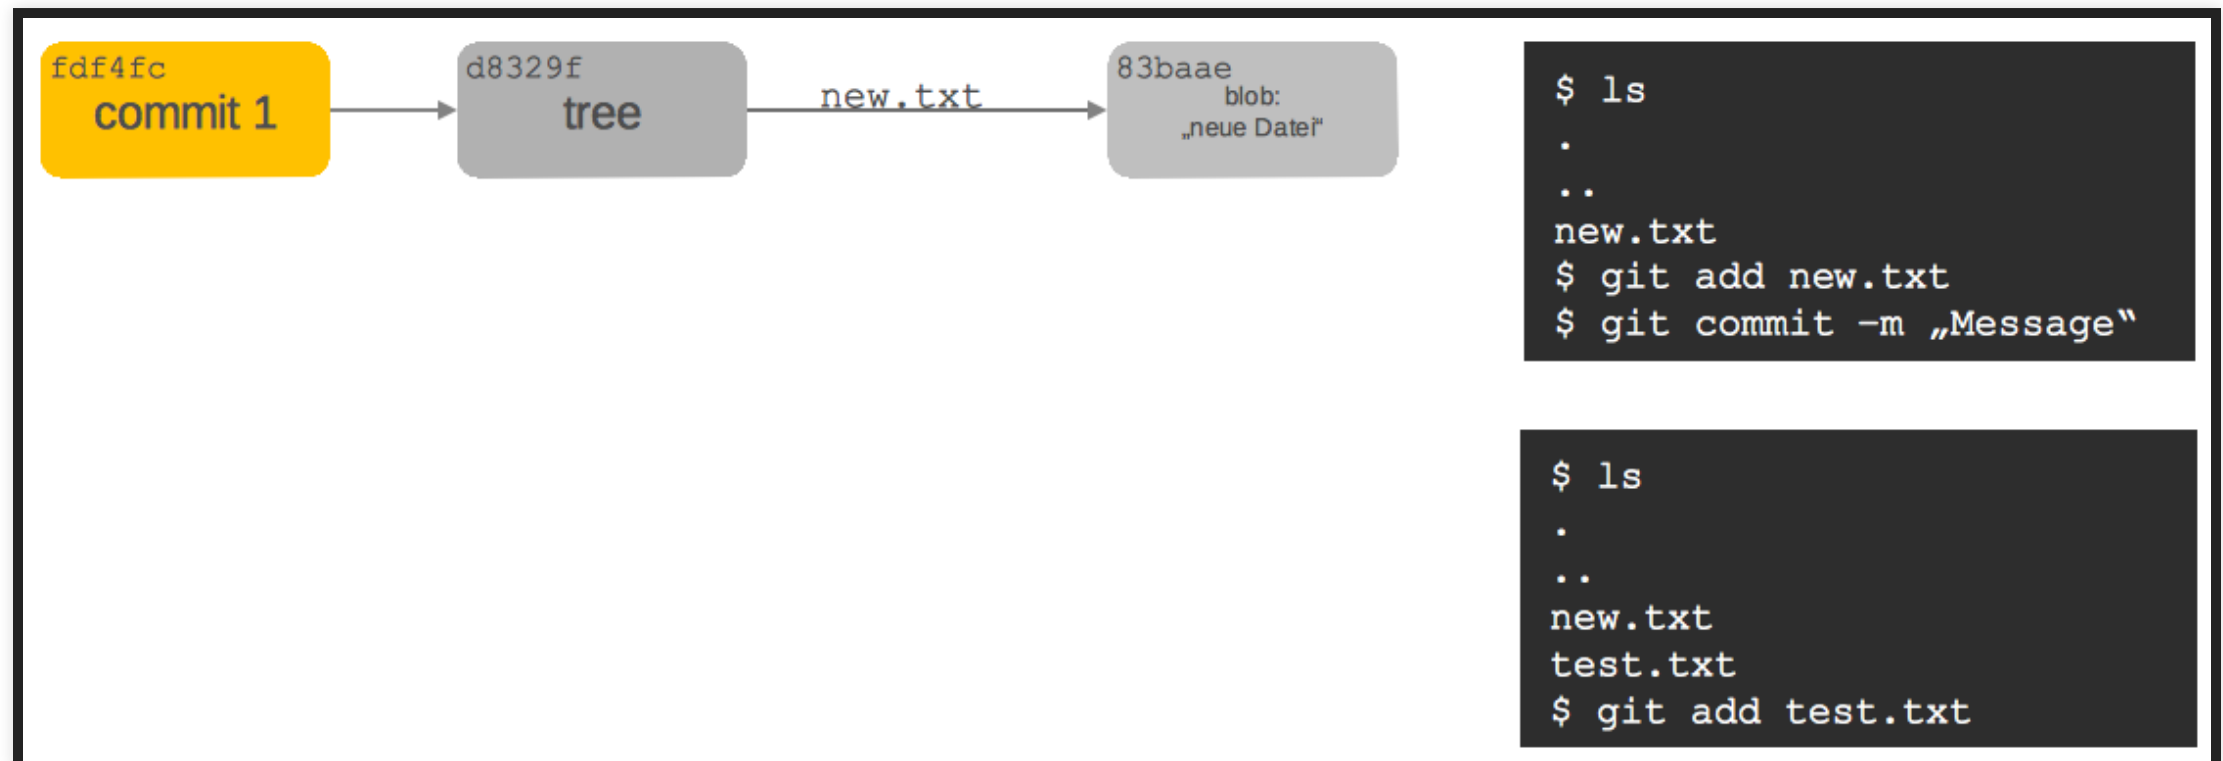 fdf4fc
commit 1
d8329f
tree
new.txt
83baae
blob:
„neue Datei“
$ ls
.
..
new.txt
$ git add new.txt
$ git commit –m „Message“
$ ls
.
..
new.txt
test.txt
$ git add test.txt